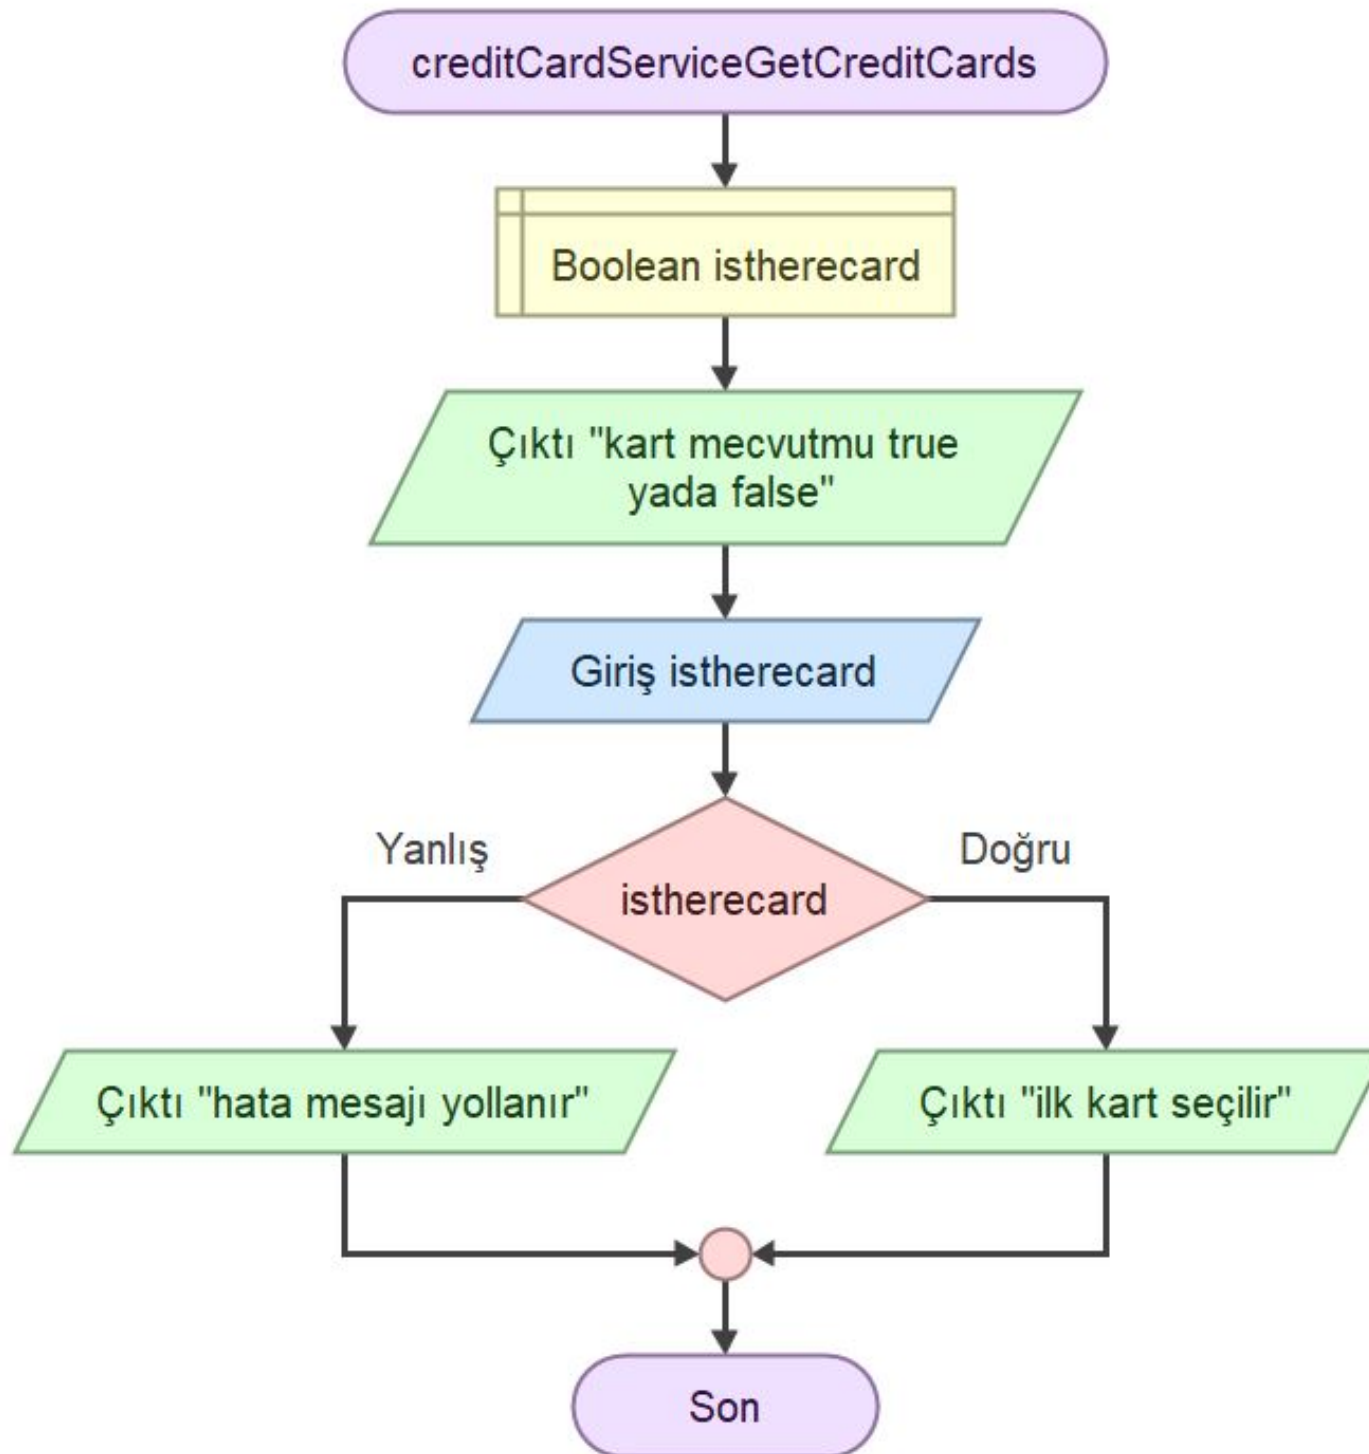 creditCardServiceGetCreditCards
Boolean istherecard
Çıktı "kart mecvutmu true
yada false"
Giriş istherecard
Yanlış
Doğru
istherecard
Çıktı "hata mesajı yollanır"
Çıktı "ilk kart seçilir"
Son